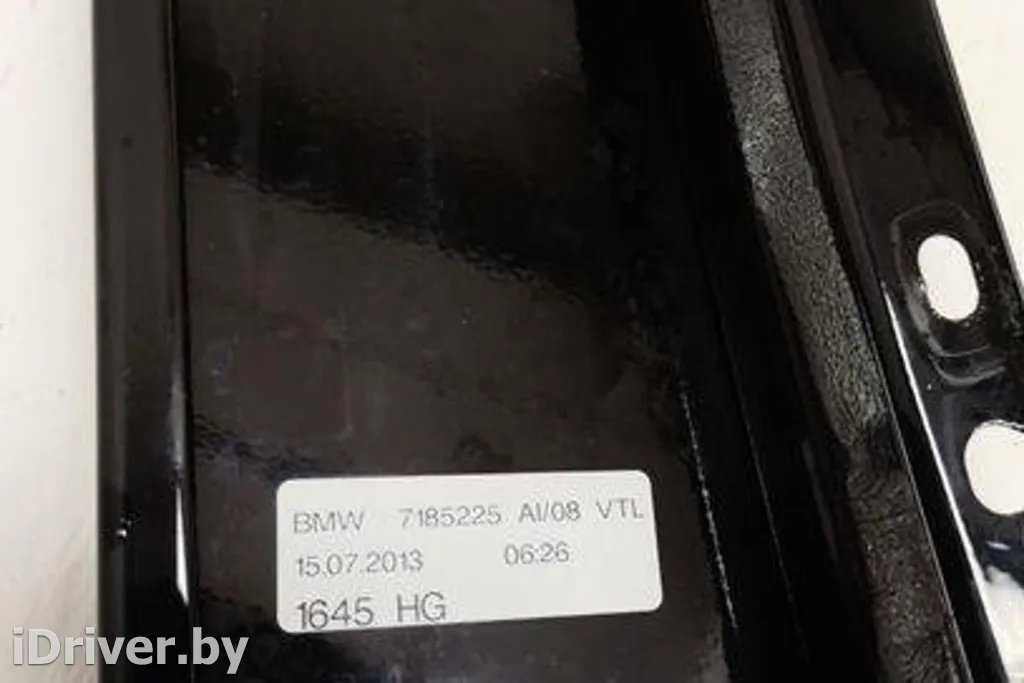 BMW 7185225 AI/08 VTL
15.07.2013 06:26
1645 HG
iDriver.by